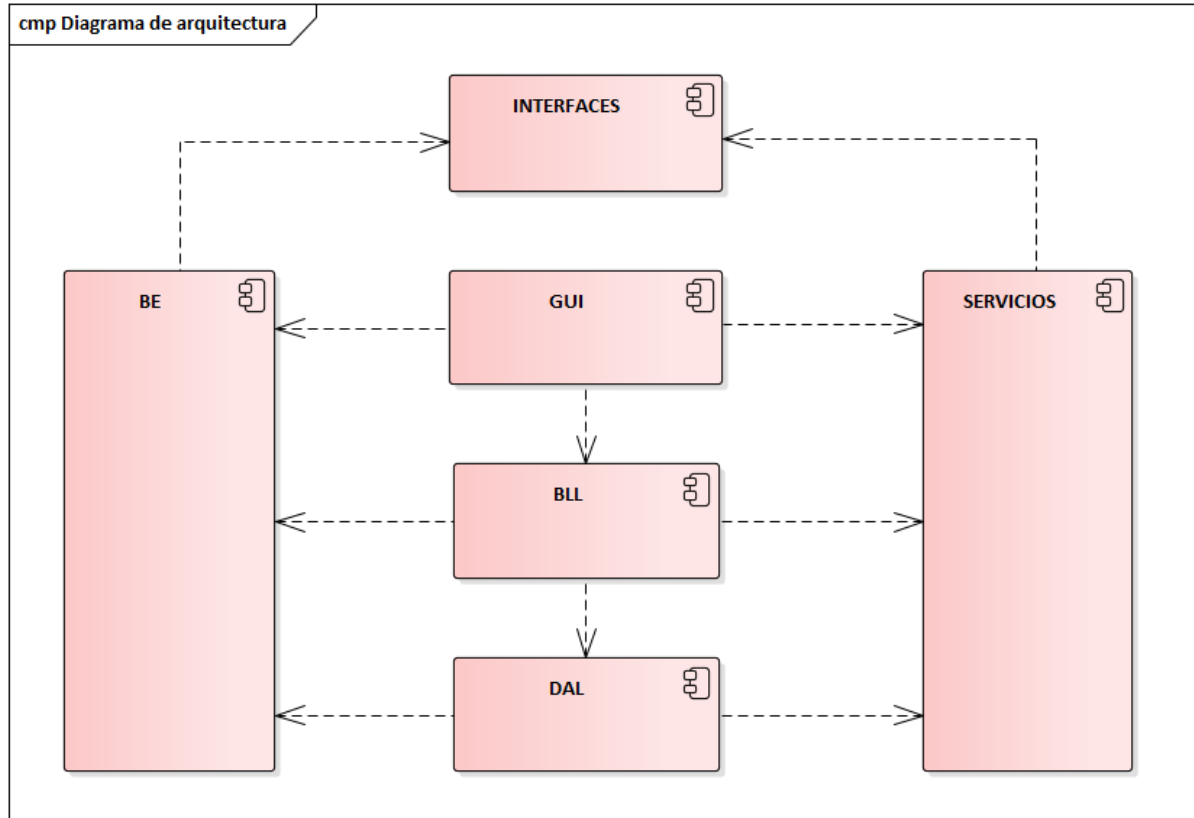 cmp Diagrama de arquitectura
INTERFACES
BE
GUI
SERVICIOS
BLL
DAL